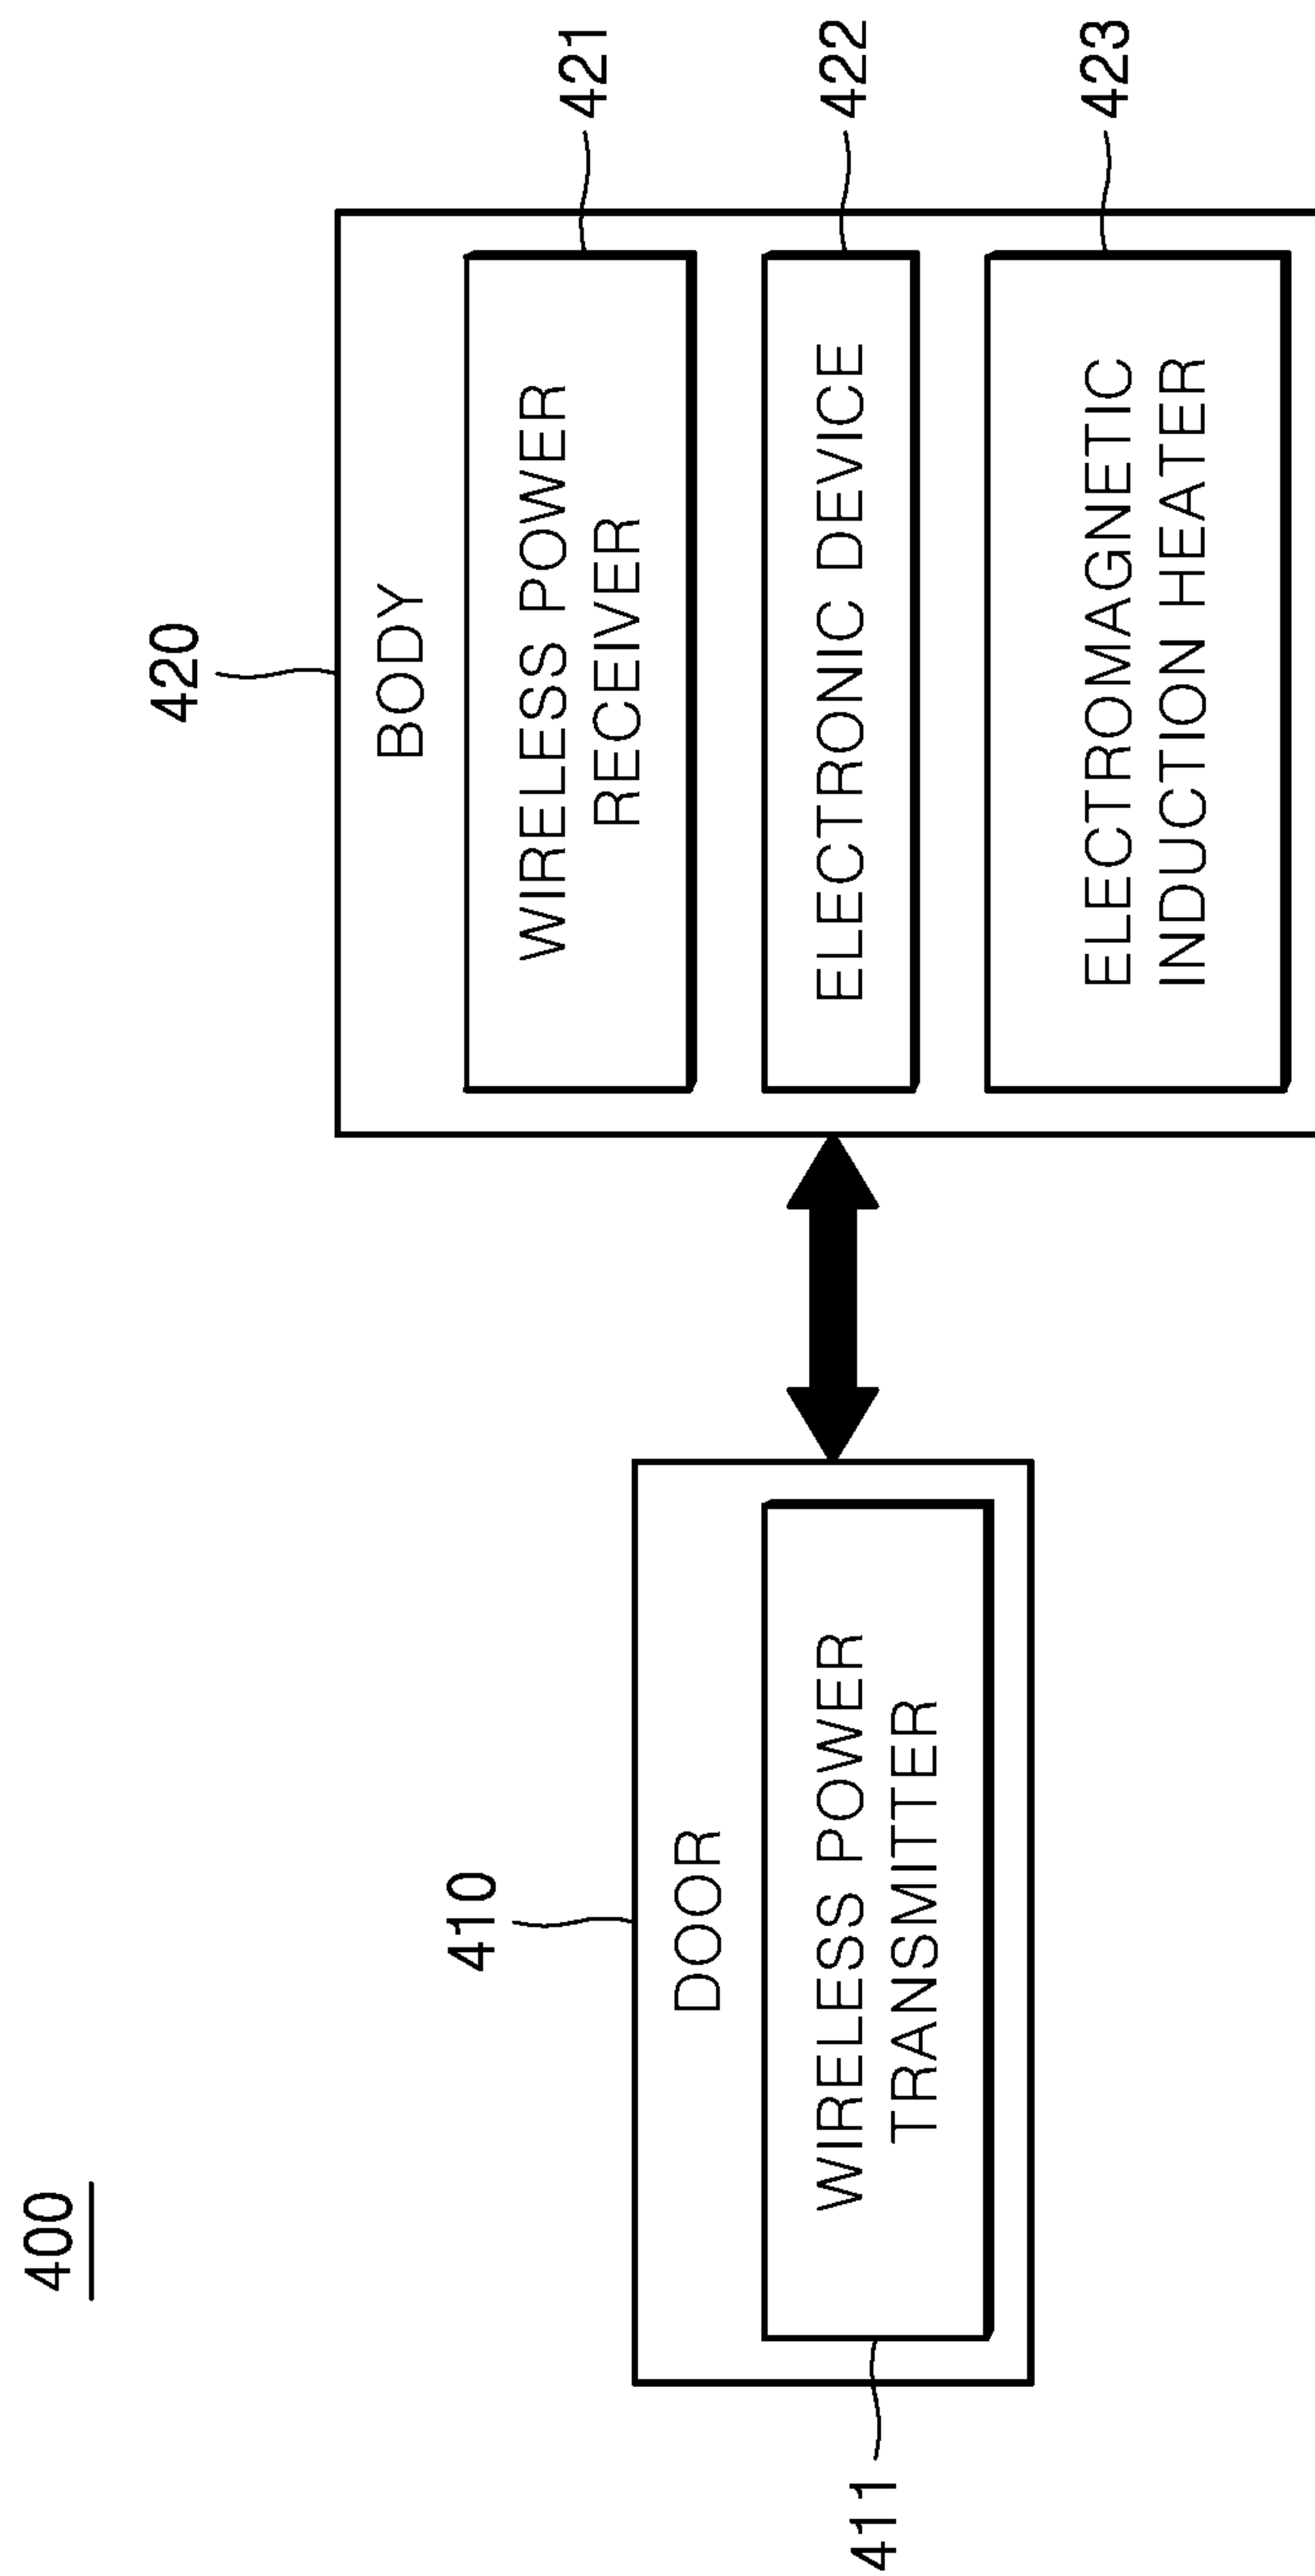 400
410
DOOR
WIRELESS POWER
TRANSMITTER
411
420
BODY
WIRELESS POWER
RECEIVER
421
ELECTRONIC DEVICE
422
ELECTROMAGNETIC
INDUCTION HEATER
423